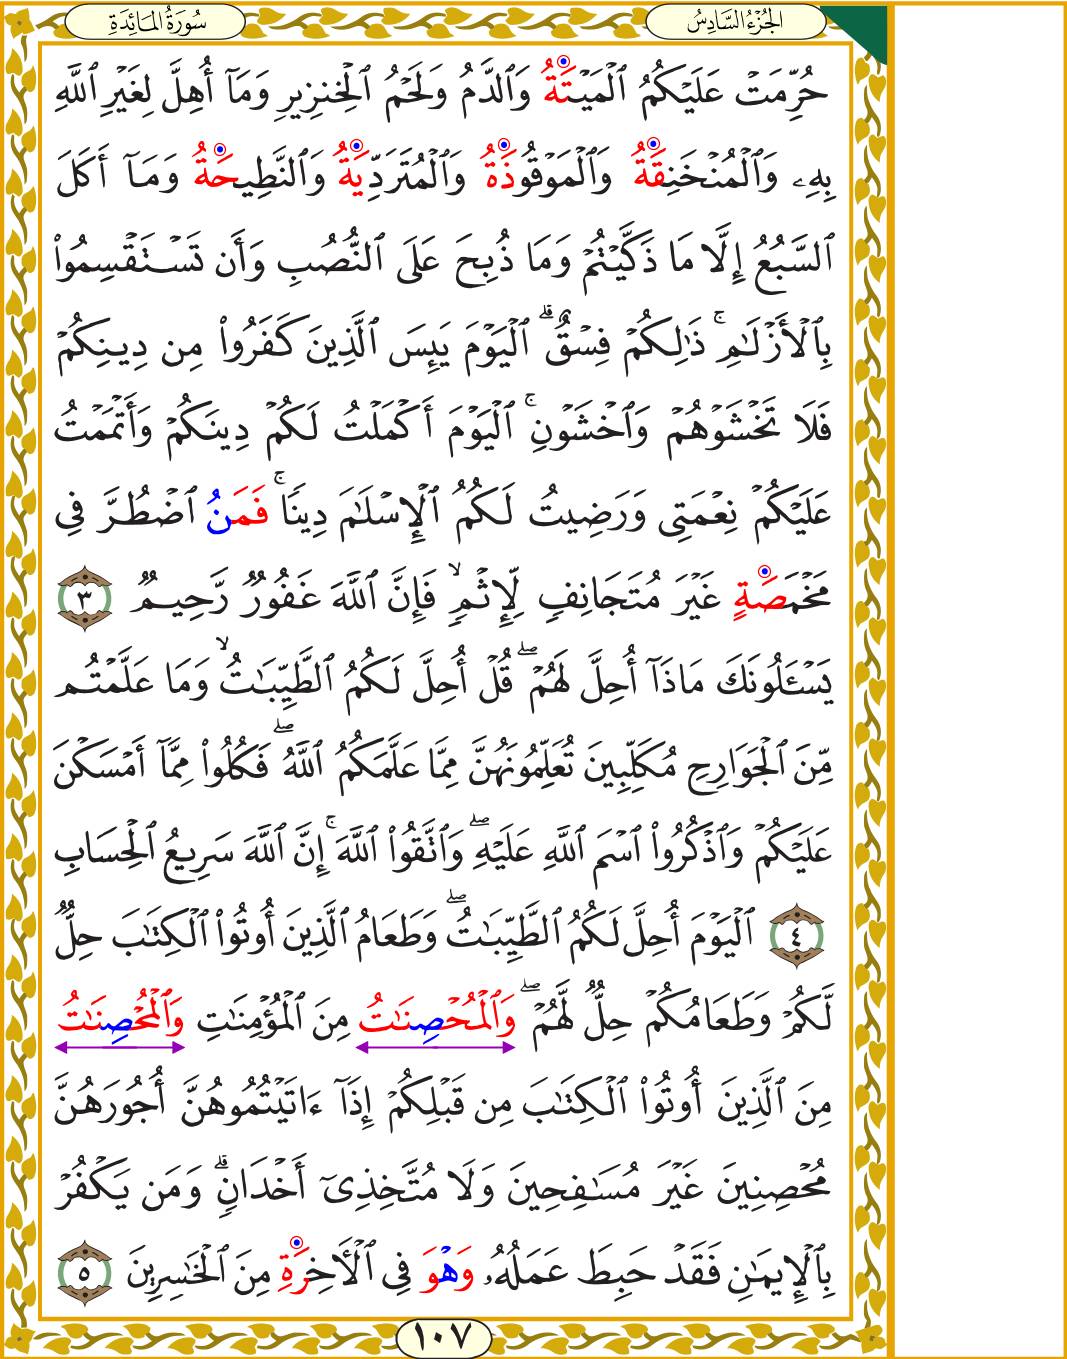 الجُزْءُ السَّادِسُ
سُورَةُ المَائِدَةِ
حُرِّمَتْ عَلَيْكُمُ ٱلْمَيْتَةُ وَٱلدَّمُ وَلَحْمُ ٱلْخِنزِيرِ وَمَآ أُهِلَّ لِغَيْرِ ٱللَّهِ
بِهِۦ وَٱلْمُنْخَنِقَةُ وَٱلْمَوْقُوذَةُ وَٱلْمُتَرَدِّيَةُ وَٱلنَّطِيحَةُ وَمَآ أَكَلَ
ٱلسَّبُعُ إِلَّا مَا ذَكَّيْتُمْ وَمَا ذُبِحَ عَلَى ٱلنُّصُبِ وَأَن تَسْتَقْسِمُوا۟
بِٱلْأَزْلَـٰمِ ۚ ذَٰلِكُمْ فِسْقٌ ۗ ٱلْيَوْمَ يَئِسَ ٱلَّذِينَ كَفَرُوا۟ مِن دِينِكُمْ
فَلَا تَخْشَوْهُمْ وَٱخْشَوْنِ ۚ ٱلْيَوْمَ أَكْمَلْتُ لَكُمْ دِينَكُمْ وَأَتْمَمْتُ
عَلَيْكُمْ نِعْمَتِى وَرَضِيتُ لَكُمُ ٱلْإِسْلَـٰمَ دِينًا ۚ فَمَنُ ٱضْطُرَّ فِى
مَخْمَصَةٍ غَيْرَ مُتَجَانِفٍ لِّإِثْمٍ ۙ فَإِنَّ ٱللَّهَ غَفُورٌ رَّحِيمٌ ٣
يَسْـَٔلُونَكَ مَاذَآ أُحِلَّ لَهُمْ ۖ قُلْ أُحِلَّ لَكُمُ ٱلطَّيِّبَـٰتُ ۙ وَمَا عَلَّمْتُم
مِّنَ ٱلْجَوَارِحِ مُكَلِّبِينَ تُعَلِّمُونَهُنَّ مِمَّا عَلَّمَكُمُ ٱللَّهُ ۖ فَكُلُوا۟ مِمَّآ أَمْسَكْنَ
عَلَيْكُمْ وَٱذْكُرُوا۟ ٱسْمَ ٱللَّهِ عَلَيْهِ ۖ وَٱتَّقُوا۟ ٱللَّهَ ۚ إِنَّ ٱللَّهَ سَرِيعُ ٱلْحِسَابِ
٤ ٱلْيَوْمَ أُحِلَّ لَكُمُ ٱلطَّيِّبَـٰتُ ۖ وَطَعَامُ ٱلَّذِينَ أُوتُوا۟ ٱلْكِتَـٰبَ حِلٌّ
لَّكُمْ وَطَعَامُكُمْ حِلٌّ لَّهُمْ ۖ وَٱلْمُحْصِنَـٰتُ مِنَ ٱلْمُؤْمِنَـٰتِ وَٱلْمُحْصِنَـٰتُ
مِنَ ٱلَّذِينَ أُوتُوا۟ ٱلْكِتَـٰبَ مِن قَبْلِكُمْ إِذَآ ءَاتَيْتُمُوهُنَّ أُجُورَهُنَّ
مُحْصِنِينَ غَيْرَ مُسَـٰفِحِينَ وَلَا مُتَّخِذِىٓ أَخْدَانٍ ۗ وَمَن يَكْفُرْ
بِٱلْإِيمَـٰنِ فَقَدْ حَبِطَ عَمَلُهُۥ وَهْوَ فِى ٱلْـَٔاخِرَةِ مِنَ ٱلْخَـٰسِرِينَ ٥
١٠٧